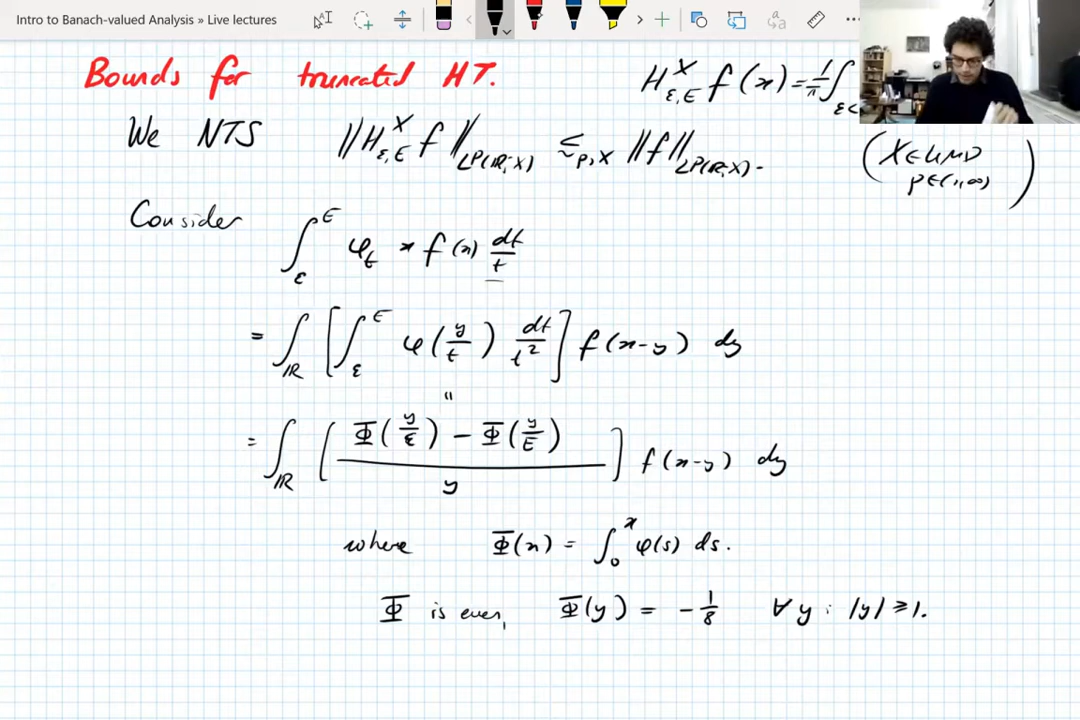 Intro to Banach-valued Analysis » Live lectures
Bounds for truncated HT.
H^X_{ε,E} f(x) = 1/π ∫_{ε<
We NTS ‖H^X_{ε,E} f‖_{L^p(ℝ;X)} ≲_{p,X} ‖f‖_{L^p(ℝ;X)}. (X∈UMD
p∈(1,∞))
Consider
∫_ε^E φ_t * f(x) dt/t
= ∫_ℝ [∫_ε^E φ(y/t) dt/t²] f(x-y) dy
"
= ∫_ℝ [(Φ(y/ε) - Φ(y/E))/y] f(x-y) dy
where Φ(x) = ∫_0^x φ(s) ds.
Φ is even, Φ(y) = -1/8 ∀y : |y| ≥ 1.